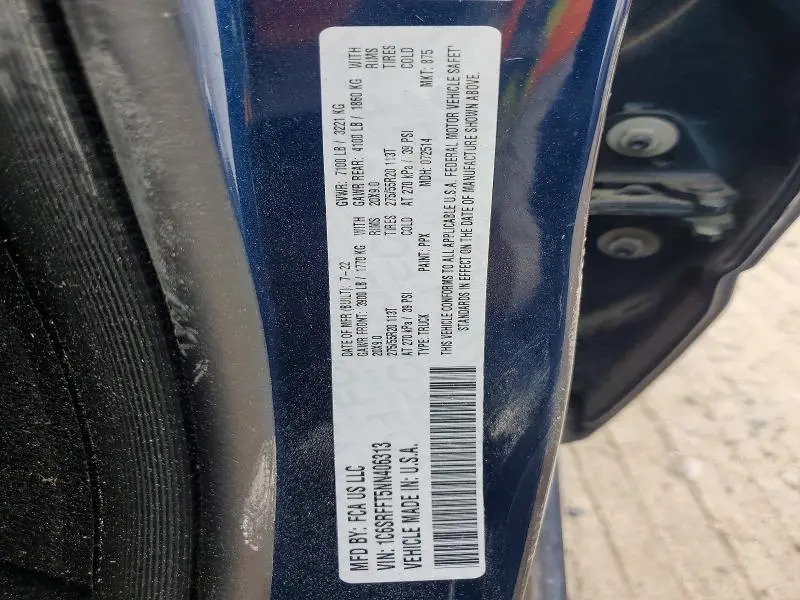 MFD BY: FCA US LLC
DATE OF MFR (BUILT): 7-22
GVWR: 7100 LB / 3221 KG
GAWR FRONT: 3900 LB / 1770 KG WITH
GAWR REAR: 4100 LB / 1860 KG WITH
20X9.0 RIMS
20X9.0 RIMS
275/55R20 113T TIRES
275/55R20 113T TIRES
AT 270 kPa / 39 PSI COLD
AT 270 kPa / 39 PSI COLD
VIN: 1C6SRFFT5NN406313
TYPE: TRUCK PAINT: PPX MDH: 072514 MKT: 875
VEHICLE MADE IN: U.S.A.
THIS VEHICLE CONFORMS TO ALL APPLICABLE U.S.A. FEDERAL MOTOR VEHICLE SAFETY
STANDARDS IN EFFECT ON THE DATE OF MANUFACTURE SHOWN ABOVE.